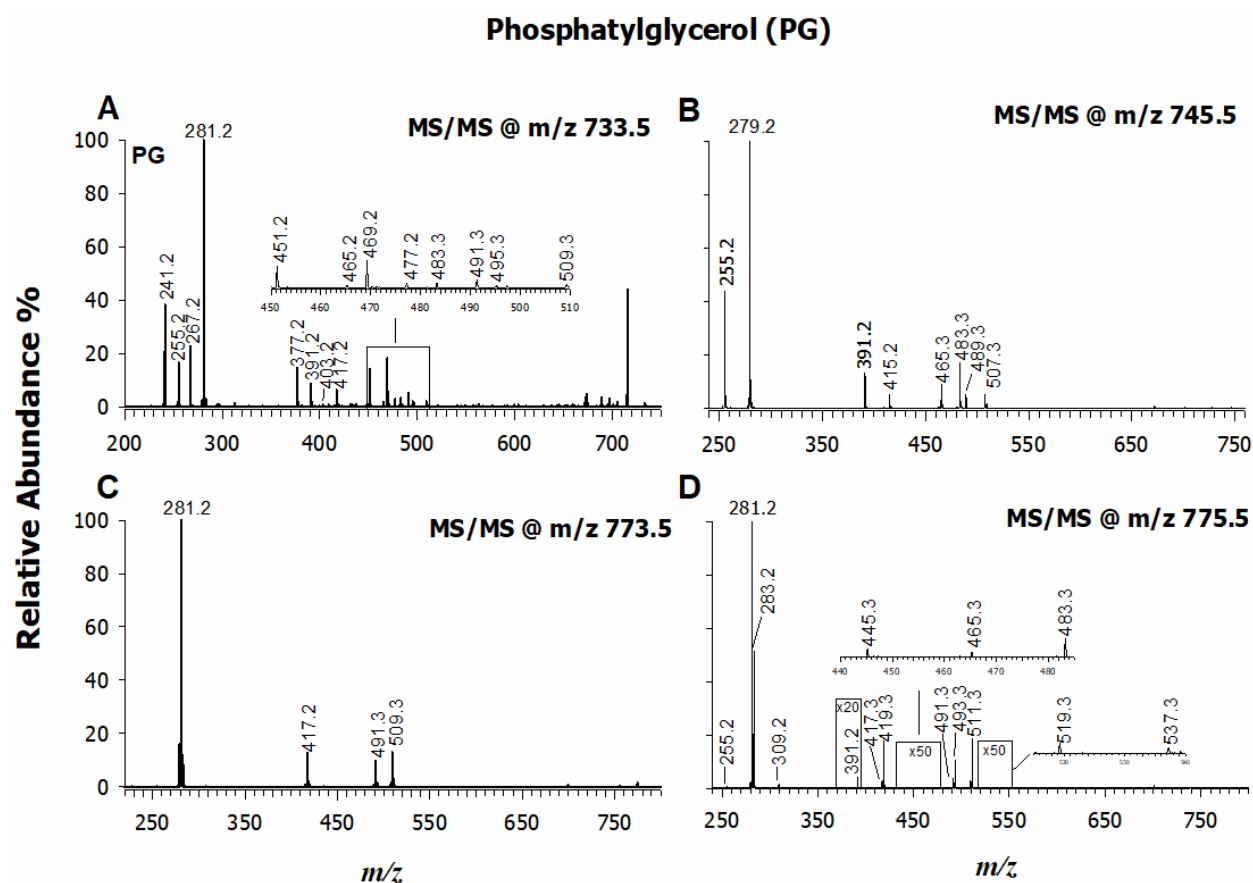 Phosphatylglycerol (PG)
A
MS/MS @ m/z 733.5
PG
281.2
241.2
255.2
267.2
377.2
391.2
403.2
417.2
451.2
465.2
469.2
477.2
483.3
491.3
495.3
509.3
450 460 470 480 490 500 510
100
80
60
40
20
0
200 300 400 500 600 700
B
MS/MS @ m/z 745.5
279.2
255.2
391.2
415.2
465.3
483.3
489.3
507.3
250 350 450 550 650 750
C
MS/MS @ m/z 773.5
281.2
417.2
491.3
509.3
100
80
60
40
20
0
250 350 450 550 650 750
D
MS/MS @ m/z 775.5
281.2
283.2
255.2
309.2
x20
391.2
417.3
419.3
x50
491.3
493.3
511.3
x50
445.3
465.3
483.3
440 450 460 470 480
519.3
537.3
250 350 450 550 650 750
Relative Abundance %
m/z
m/z